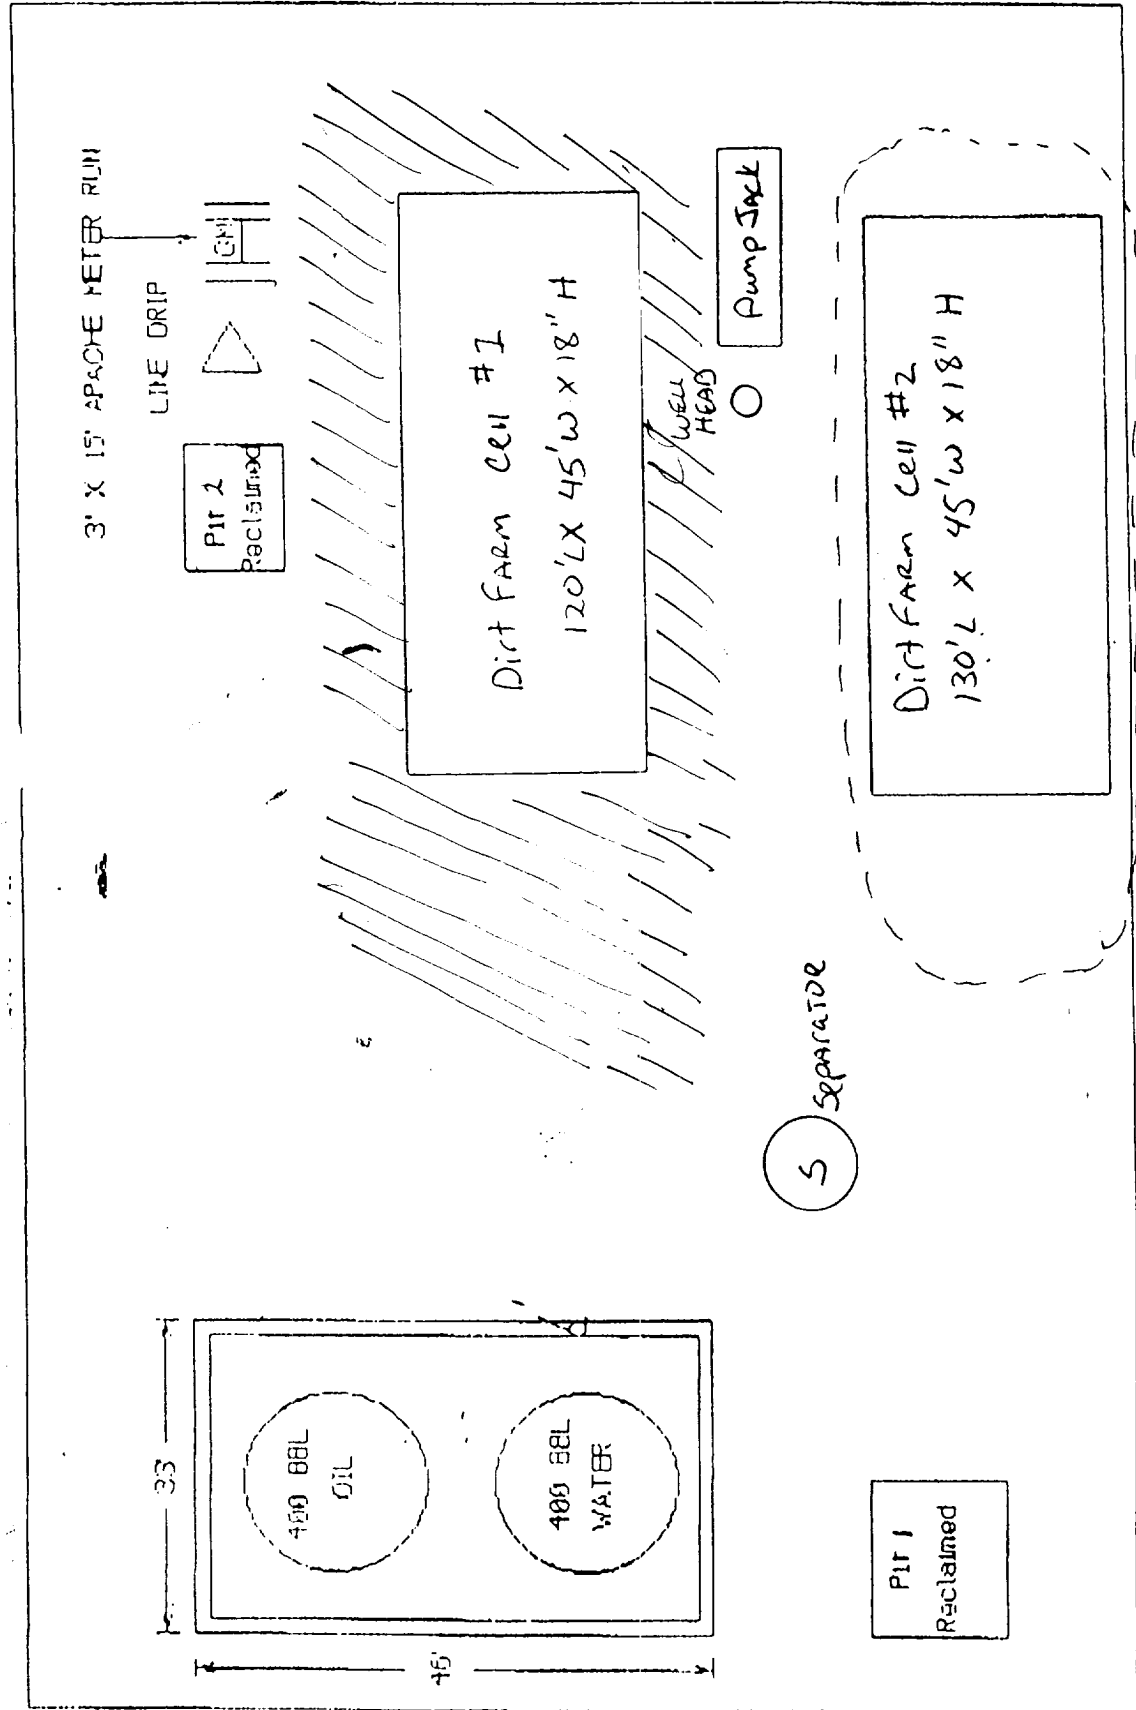 3' X 15' APACHE METER RUN
LINE DRIP
Pit 2
Reclaimed
Dirt FARM Cell #1
120'L X 45'W X 18" H
WELL
HEAD
Pump Jack
Dirt FARM Cell #2
130'L X 45'W X 18" H
S
Separator
33'
46'
400 BBL
OIL
400 BBL
WATER
Pit 1
Reclaimed